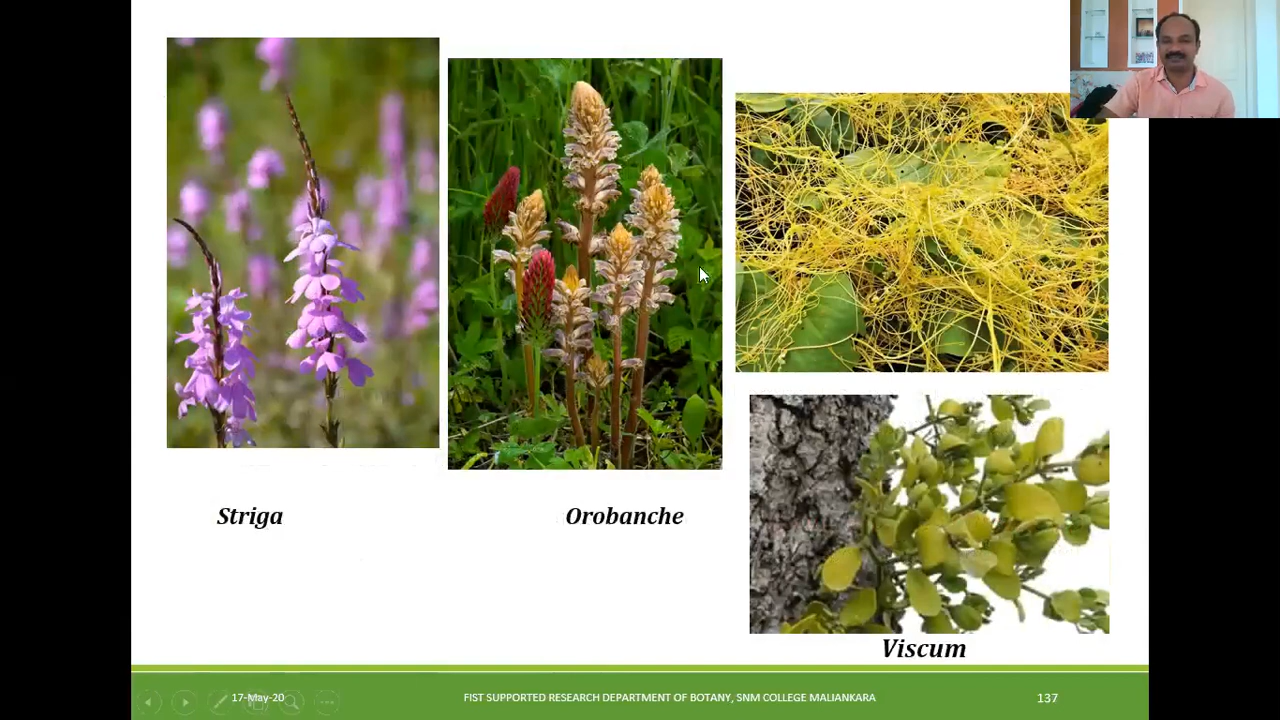 Striga
Orobanche
Viscum
17-May-20
FIST SUPPORTED RESEARCH DEPARTMENT OF BOTANY, SNM COLLEGE MALIANKARA
137